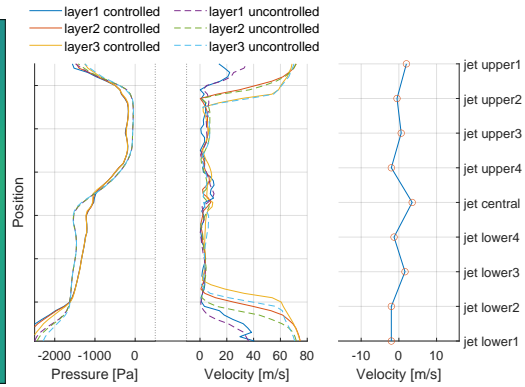 layer1 controlled
layer2 controlled
layer3 controlled
layer1 uncontrolled
layer2 uncontrolled
layer3 uncontrolled
Position
-2000 -1000 0
Pressure [Pa]
0 20 40 60 80
Velocity [m/s]
jet upper1
jet upper2
jet upper3
jet upper4
jet central
jet lower4
jet lower3
jet lower2
jet lower1
-10 0 10
Velocity [m/s]